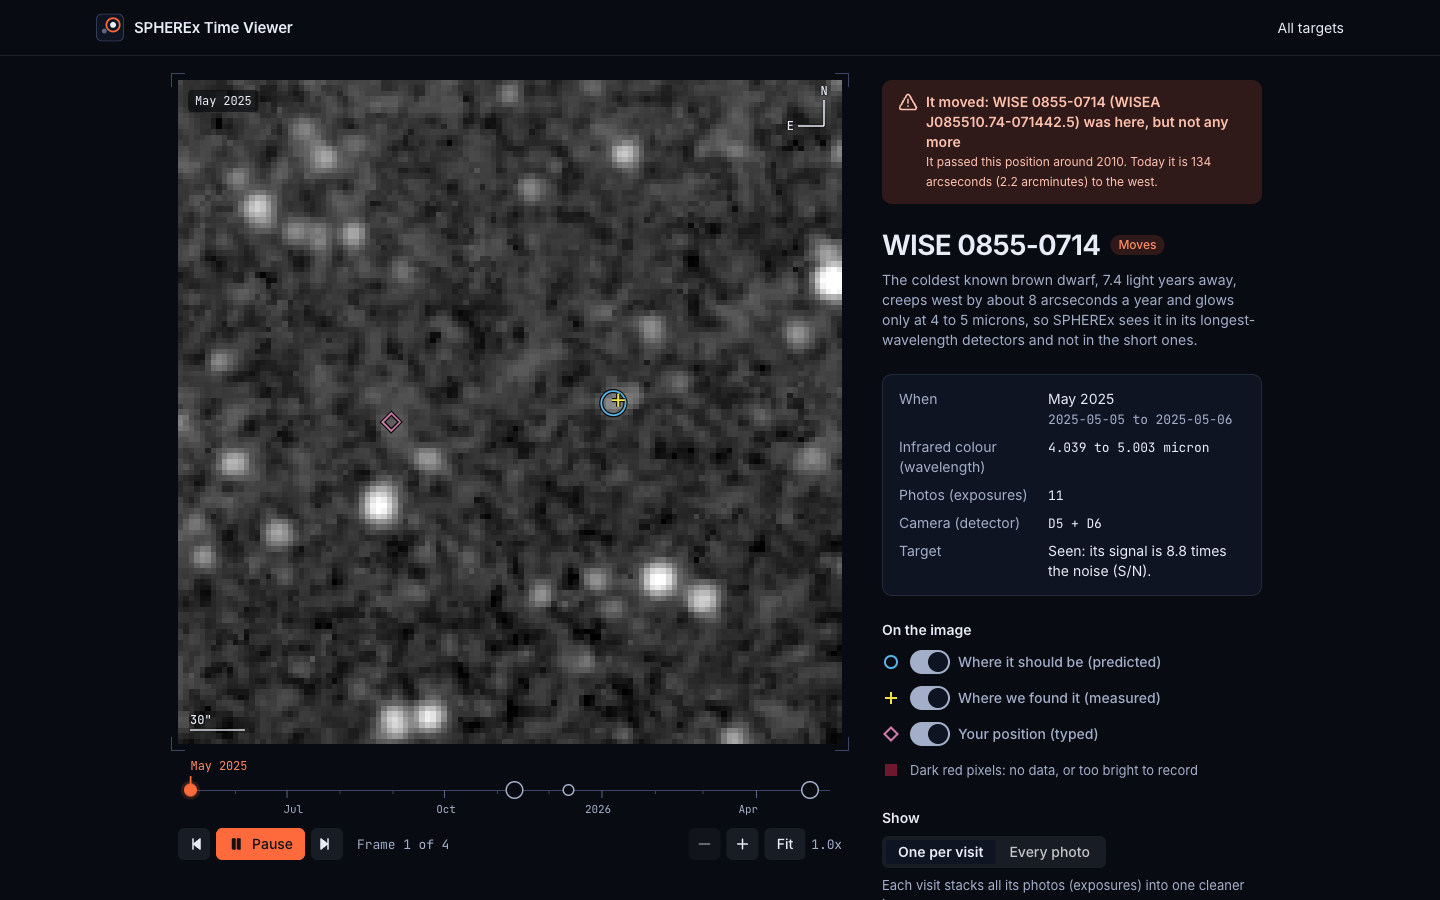 SPHEREx Time Viewer
All targets
May 2025
N
E
30"
May 2025
Jul
Oct
2026
Apr
Pause
Frame 1 of 4
Fit
1.0x
It moved: WISE 0855-0714 (WISEA
J085510.74-071442.5) was here, but not any
more
It passed this position around 2010. Today it is 134
arcseconds (2.2 arcminutes) to the west.
WISE 0855-0714
Moves
The coldest known brown dwarf, 7.4 light years away,
creeps west by about 8 arcseconds a year and glows
only at 4 to 5 microns, so SPHEREx sees it in its longest-
wavelength detectors and not in the short ones.
When
May 2025
2025-05-05 to 2025-05-06
Infrared colour
(wavelength)
4.039 to 5.003 micron
Photos (exposures)
11
Camera (detector)
D5 + D6
Target
Seen: its signal is 8.8 times
the noise (S/N).
On the image
Where it should be (predicted)
Where we found it (measured)
Your position (typed)
Dark red pixels: no data, or too bright to record
Show
One per visit
Every photo
Each visit stacks all its photos (exposures) into one cleaner